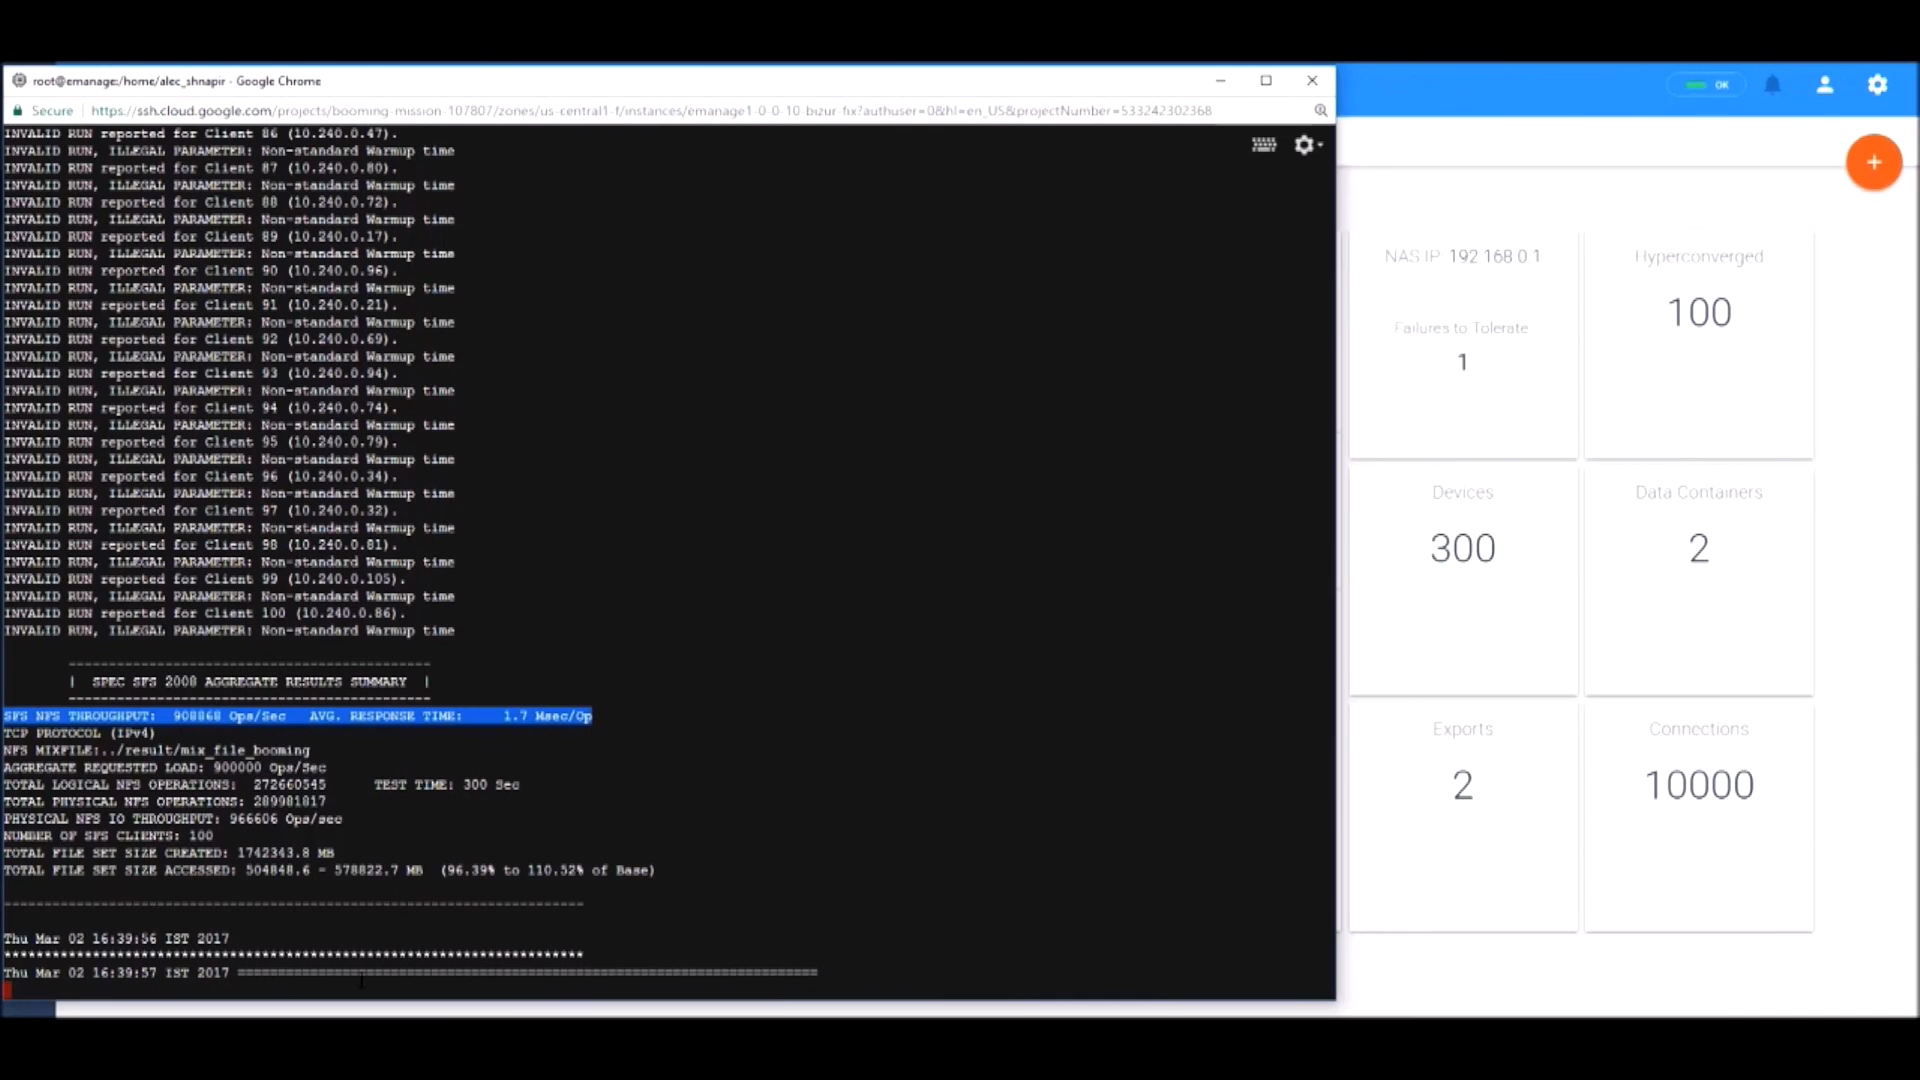 root@emanage:/home/alec_shnapir - Google Chrome
Secure https://ssh.cloud.google.com/projects/booming-mission-107807/zones/us-central1-f/instances/emanage1-0-0-10-bizur-fix?authuser=0&hl=en_US&projectNumber=533242302368
OK
INVALID RUN reported for Client 86 (10.240.0.47).
INVALID RUN, ILLEGAL PARAMETER: Non-standard Warmup time
INVALID RUN reported for Client 87 (10.240.0.80).
INVALID RUN, ILLEGAL PARAMETER: Non-standard Warmup time
INVALID RUN reported for Client 88 (10.240.0.72).
INVALID RUN, ILLEGAL PARAMETER: Non-standard Warmup time
INVALID RUN reported for Client 89 (10.240.0.17).
INVALID RUN, ILLEGAL PARAMETER: Non-standard Warmup time
INVALID RUN reported for Client 90 (10.240.0.96).
INVALID RUN, ILLEGAL PARAMETER: Non-standard Warmup time
INVALID RUN reported for Client 91 (10.240.0.21).
INVALID RUN, ILLEGAL PARAMETER: Non-standard Warmup time
INVALID RUN reported for Client 92 (10.240.0.69).
INVALID RUN, ILLEGAL PARAMETER: Non-standard Warmup time
INVALID RUN reported for Client 93 (10.240.0.94).
INVALID RUN, ILLEGAL PARAMETER: Non-standard Warmup time
INVALID RUN reported for Client 94 (10.240.0.74).
INVALID RUN, ILLEGAL PARAMETER: Non-standard Warmup time
INVALID RUN reported for Client 95 (10.240.0.79).
INVALID RUN, ILLEGAL PARAMETER: Non-standard Warmup time
INVALID RUN reported for Client 96 (10.240.0.34).
INVALID RUN, ILLEGAL PARAMETER: Non-standard Warmup time
INVALID RUN reported for Client 97 (10.240.0.32).
INVALID RUN, ILLEGAL PARAMETER: Non-standard Warmup time
INVALID RUN reported for Client 98 (10.240.0.81).
INVALID RUN, ILLEGAL PARAMETER: Non-standard Warmup time
INVALID RUN reported for Client 99 (10.240.0.105).
INVALID RUN, ILLEGAL PARAMETER: Non-standard Warmup time
INVALID RUN reported for Client 100 (10.240.0.86).
INVALID RUN, ILLEGAL PARAMETER: Non-standard Warmup time
---------------------------------------------
| SPEC SFS 2008 AGGREGATE RESULTS SUMMARY |
---------------------------------------------
SFS NFS THROUGHPUT: 908868 Ops/Sec AVG. RESPONSE TIME: 1.7 Msec/Op
TCP PROTOCOL (IPv4)
NFS MIXFILE:../result/mix_file_booming
AGGREGATE REQUESTED LOAD: 900000 Ops/Sec
TOTAL LOGICAL NFS OPERATIONS: 272660545 TEST TIME: 300 Sec
TOTAL PHYSICAL NFS OPERATIONS: 289981817
PHYSICAL NFS IO THROUGHPUT: 966606 Ops/sec
NUMBER OF SFS CLIENTS: 100
TOTAL FILE SET SIZE CREATED: 1742343.8 MB
TOTAL FILE SET SIZE ACCESSED: 504848.6 - 578822.7 MB (96.39% to 110.52% of Base)
------------------------------------------------------------------------
Thu Mar 02 16:39:56 IST 2017
************************************************************************
Thu Mar 02 16:39:57 IST 2017 ========================================================================
NAS IP 192 168 0 1
Failures to Tolerate
1
Hyperconverged
100
Devices
300
Data Containers
2
Exports
2
Connections
10000